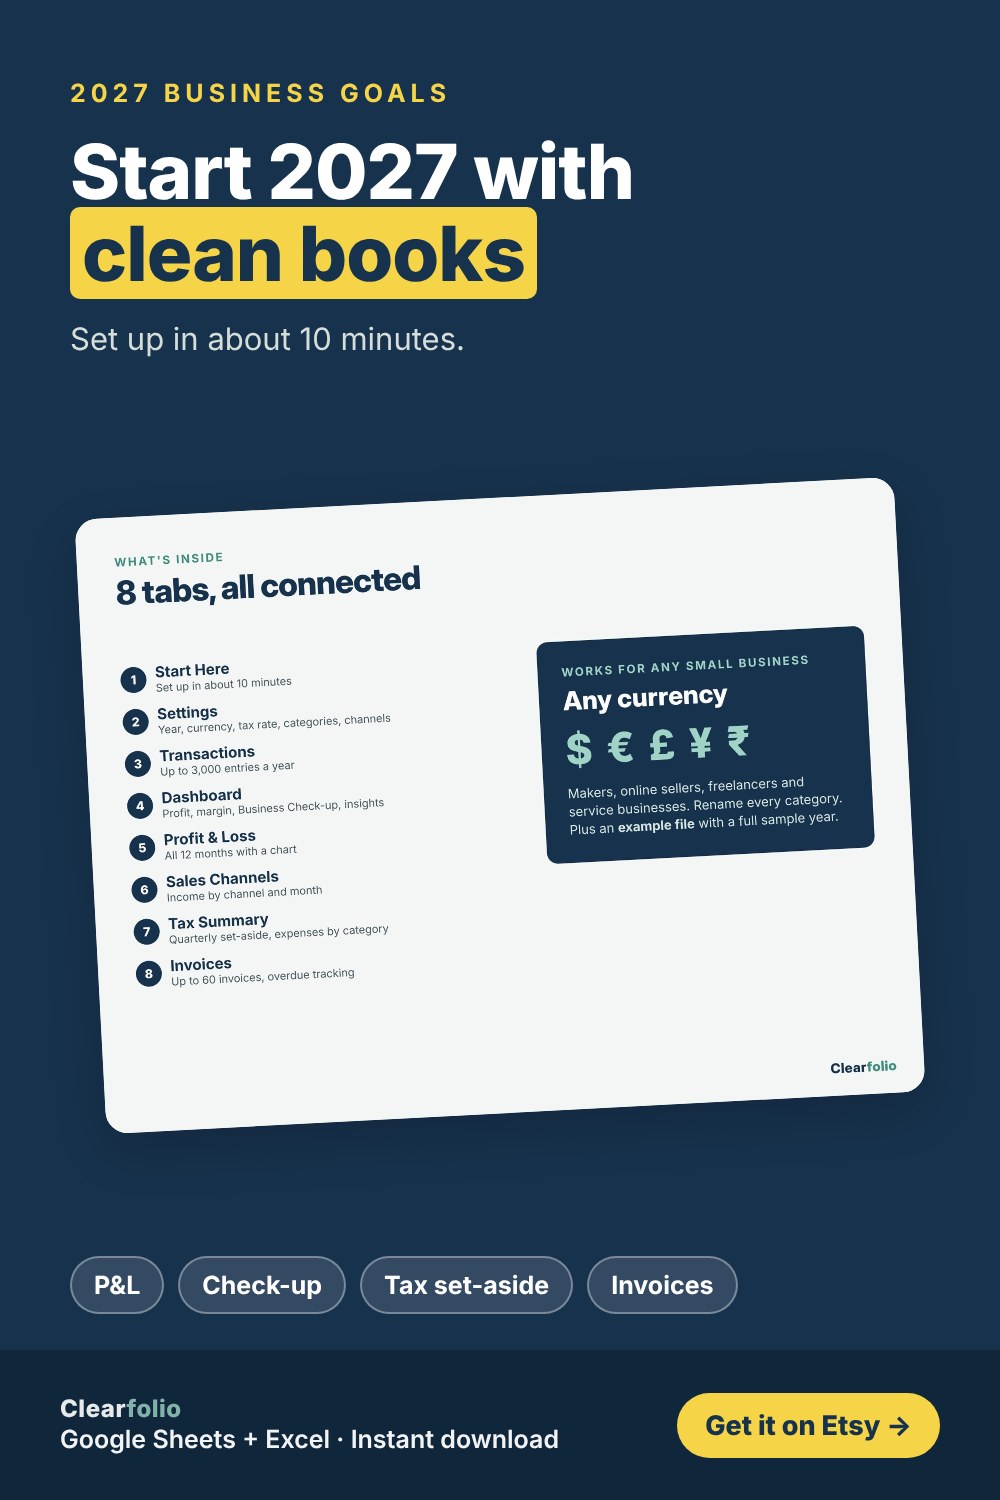 2027 BUSINESS GOALS
Start 2027 with
clean books
Set up in about 10 minutes.
WHAT'S INSIDE
8 tabs, all connected
1 Start Here
Set up in about 10 minutes
2 Settings
Year, currency, tax rate, categories, channels
3 Transactions
Up to 3,000 entries a year
4 Dashboard
Profit, margin, Business Check-up, insights
5 Profit & Loss
All 12 months with a chart
6 Sales Channels
Income by channel and month
7 Tax Summary
Quarterly set-aside, expenses by category
8 Invoices
Up to 60 invoices, overdue tracking
WORKS FOR ANY SMALL BUSINESS
Any currency
$ € £ ¥ ₹
Makers, online sellers, freelancers and
service businesses. Rename every category.
Plus an example file with a full sample year.
Clearfolio
P&L
Check-up
Tax set-aside
Invoices
Clearfolio
Google Sheets + Excel · Instant download
Get it on Etsy →